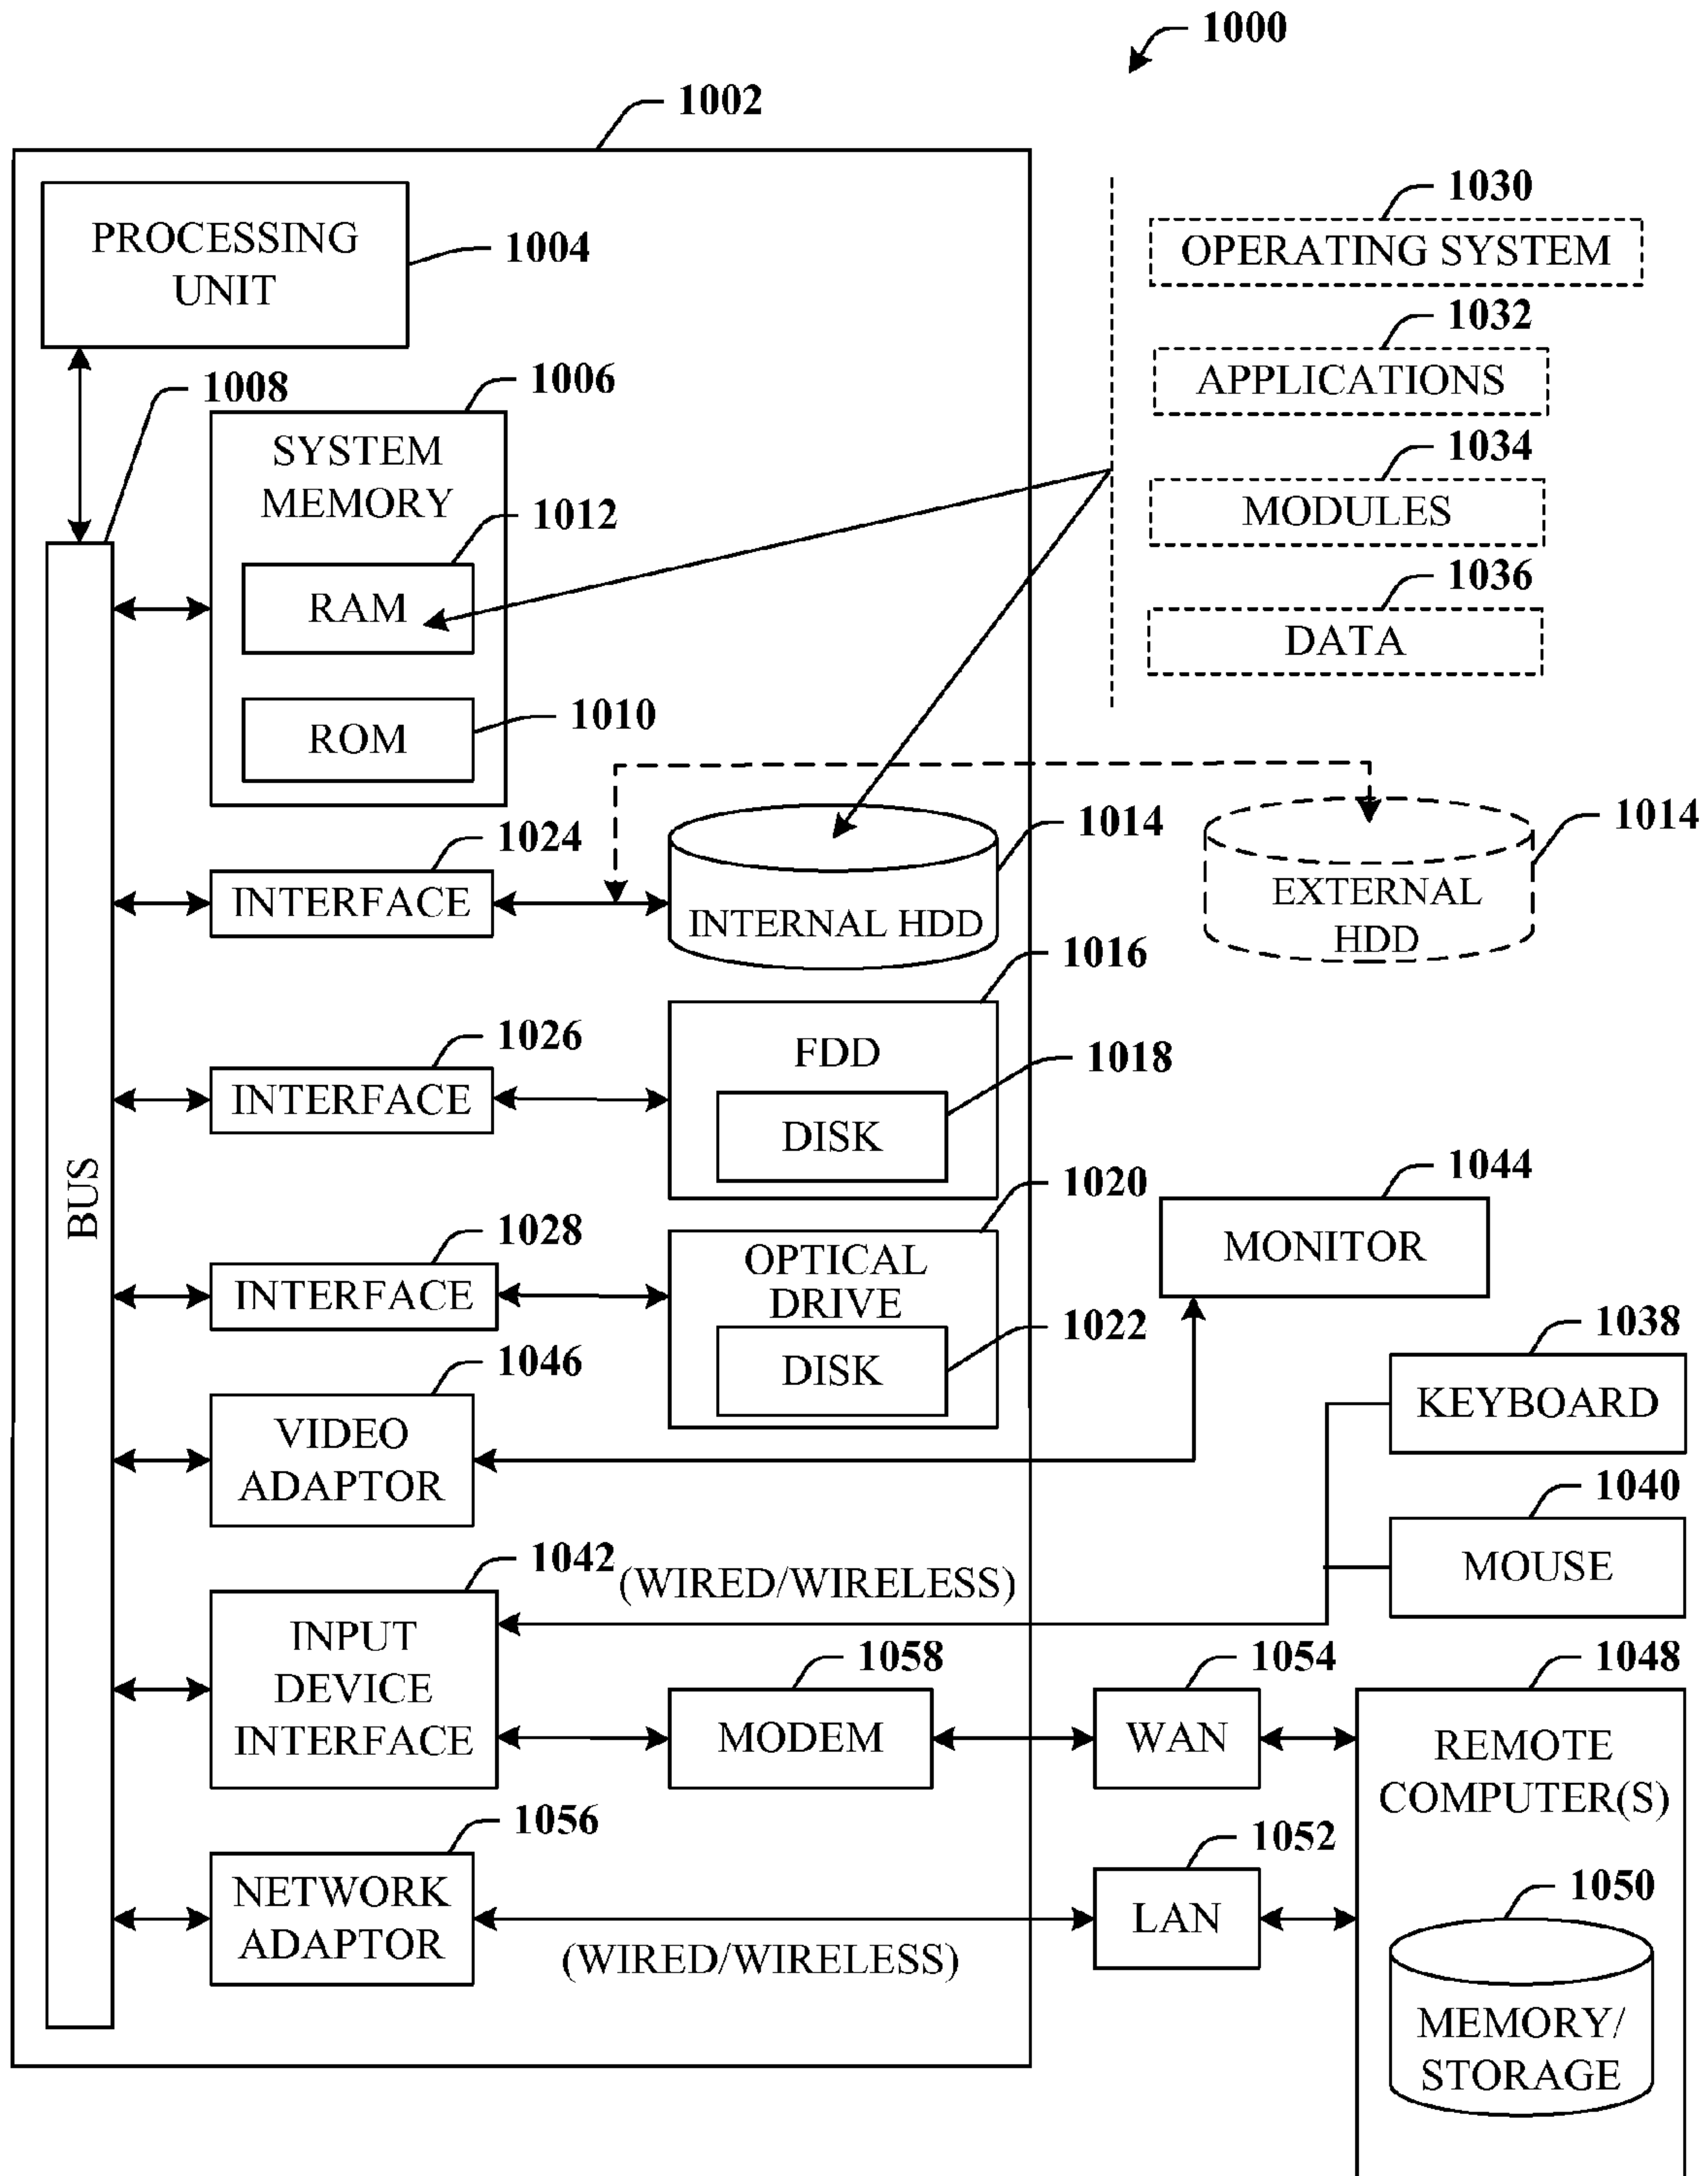 1000
1002
PROCESSING
UNIT
1004
1030
OPERATING SYSTEM
1032
APPLICATIONS
1034
MODULES
1036
DATA
1008
1006
SYSTEM
MEMORY
1012
RAM
1010
ROM
1024
INTERFACE
1014
INTERNAL HDD
1014
EXTERNAL
HDD
1026
INTERFACE
1016
FDD
1018
DISK
BUS
1028
INTERFACE
1020
OPTICAL
DRIVE
1022
DISK
1044
MONITOR
1046
VIDEO
ADAPTOR
1038
KEYBOARD
1040
MOUSE
1042
(WIRED/WIRELESS)
INPUT
DEVICE
INTERFACE
1058
MODEM
1054
WAN
1048
REMOTE
COMPUTER(S)
1056
NETWORK
ADAPTOR
(WIRED/WIRELESS)
1052
LAN
1050
MEMORY/
STORAGE